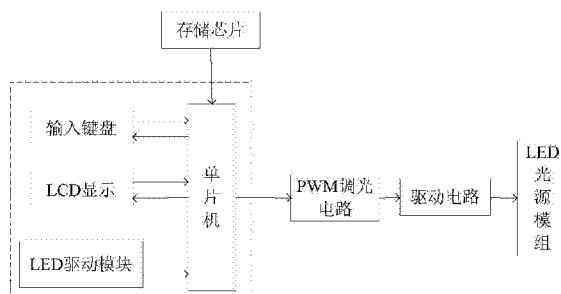 存储芯片
输入键盘
LCD显示
LED驱动模块
单
片
机
PWM调光
电路
驱动电路
LED
光
源
模
组